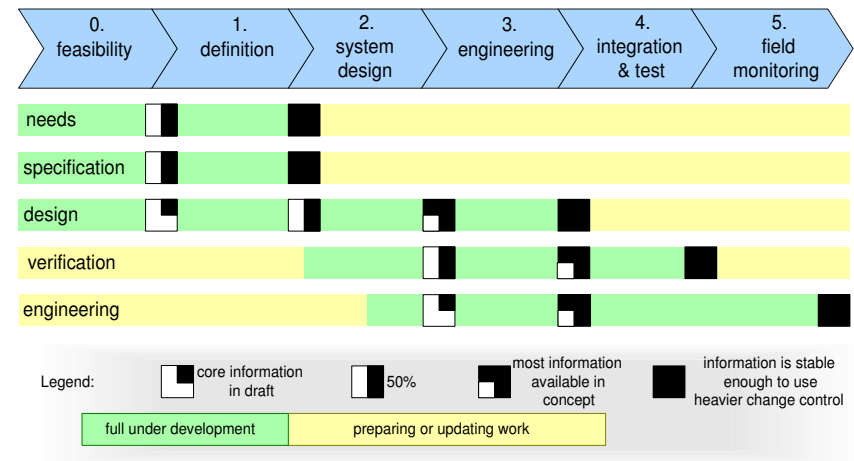 0.
feasibility
1.
definition
2.
system
design
3.
engineering
4.
integration
& test
5.
field
monitoring
needs
specification
design
verification
engineering
Legend:
core information
in draft
50%
most information
available in
concept
information is stable
enough to use
heavier change control
full under development
preparing or updating work